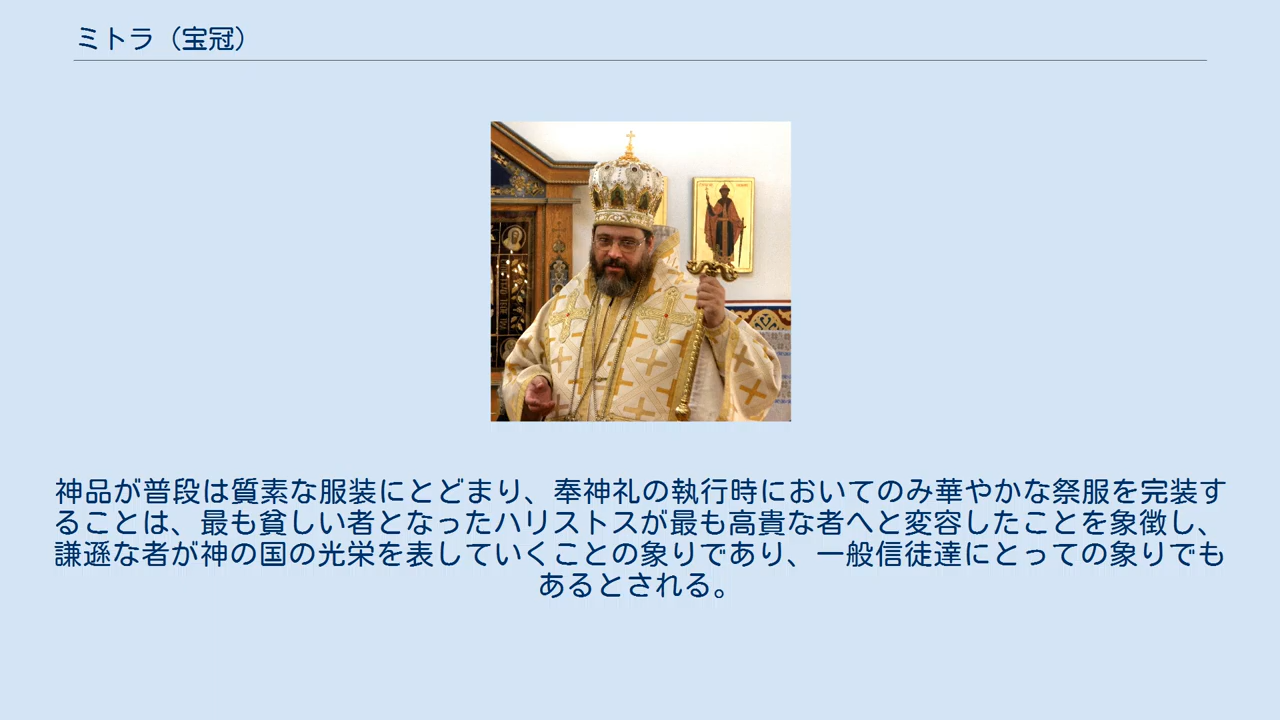 ミトラ（宝冠）
神品が普段は質素な服装にとどまり、奉神礼の執行時においてのみ華やかな祭服を完装す
ることは、最も貧しい者となったハリストスが最も高貴な者へと変容したことを象徴し、
謙遜な者が神の国の光栄を表していくことの象りであり、一般信徒達にとっての象りでも
あるとされる。